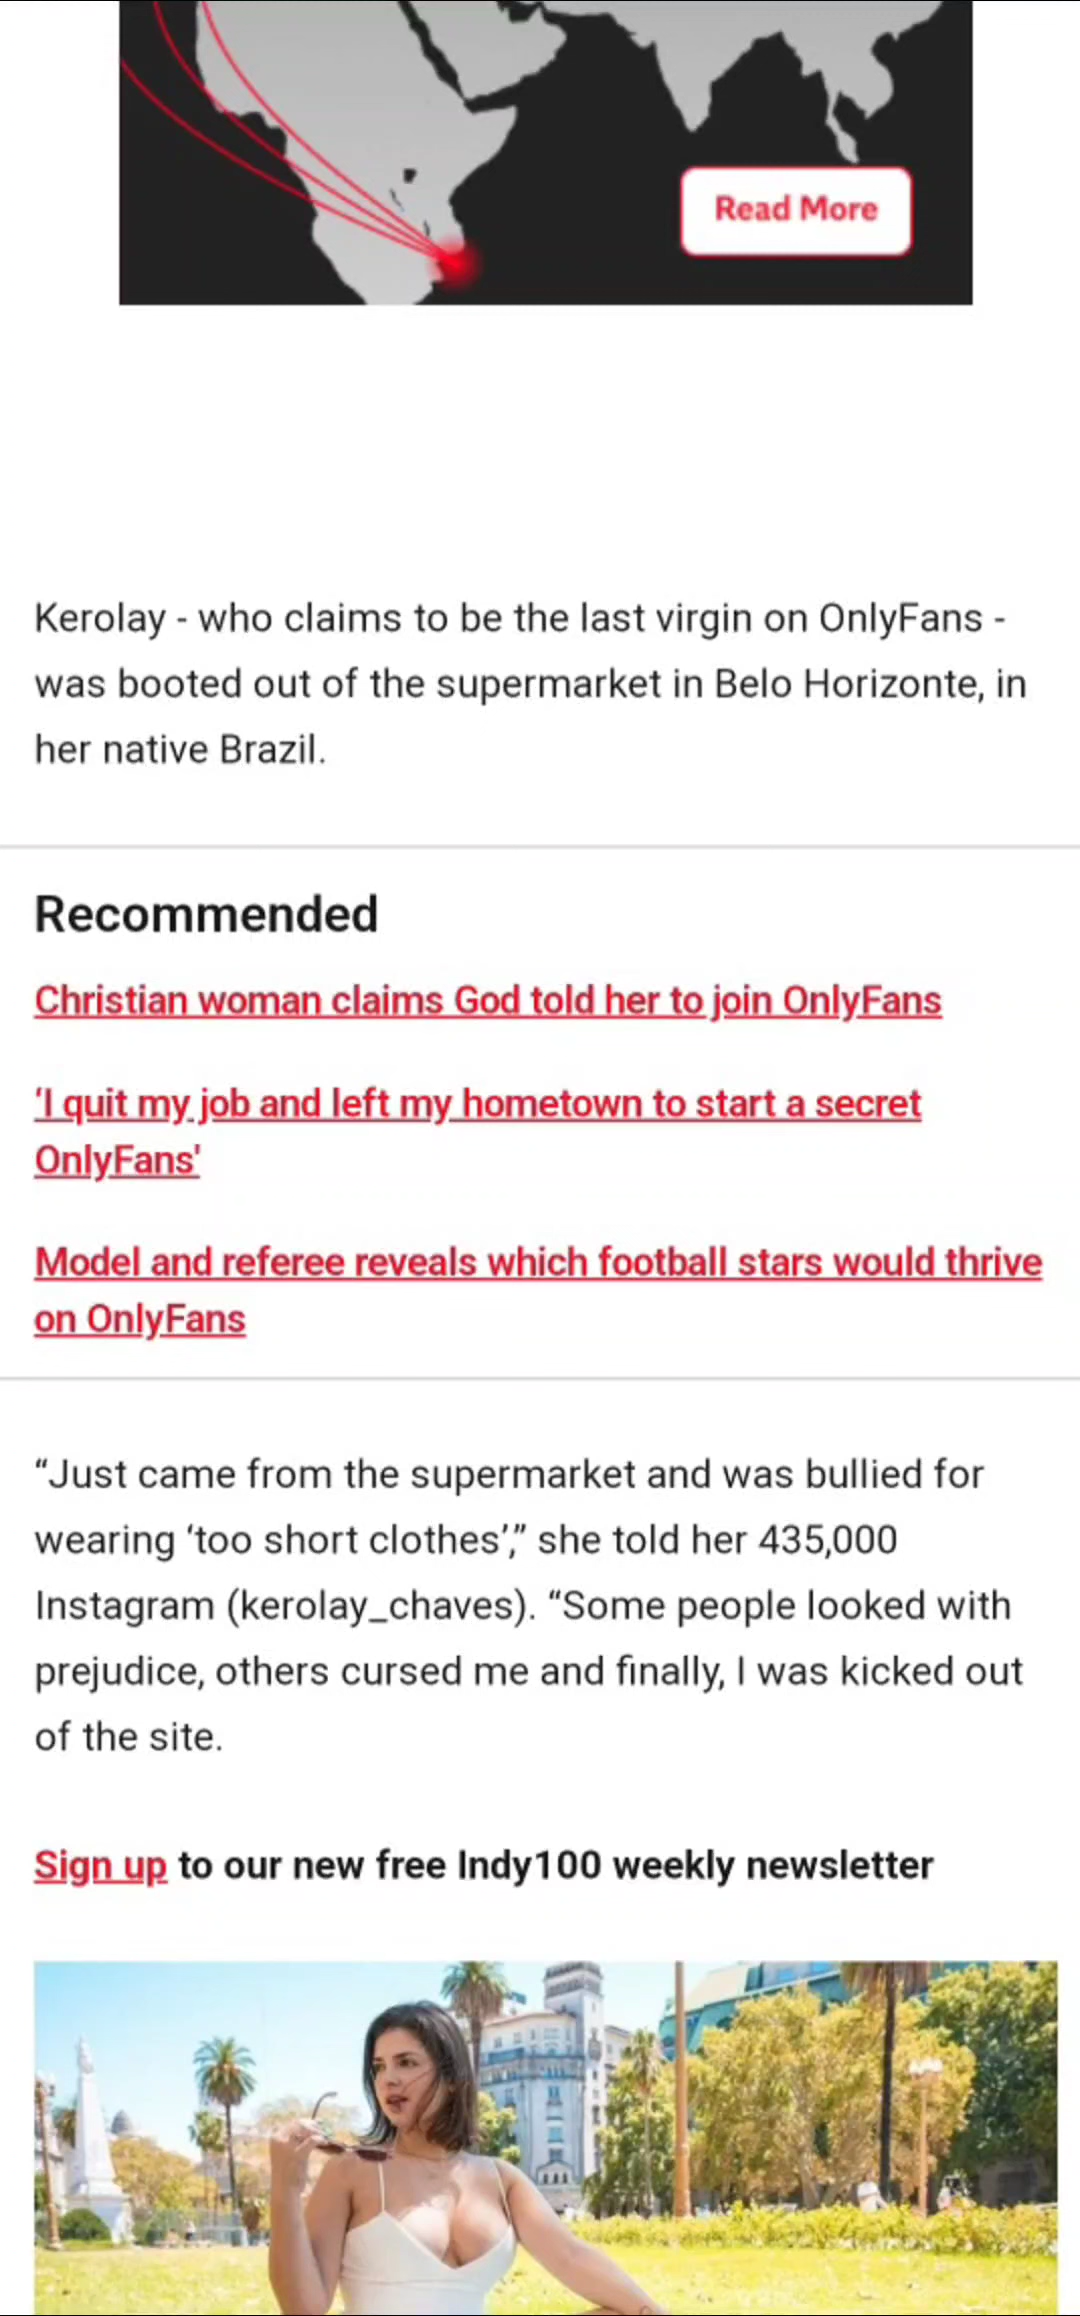 Read More
Kerolay - who claims to be the last virgin on OnlyFans -
was booted out of the supermarket in Belo Horizonte, in
her native Brazil.
Recommended
Christian woman claims God told her to join OnlyFans
'I quit my job and left my hometown to start a secret
OnlyFans'
Model and referee reveals which football stars would thrive
on OnlyFans
“Just came from the supermarket and was bullied for
wearing ‘too short clothes’,” she told her 435,000
Instagram (kerolay_chaves). “Some people looked with
prejudice, others cursed me and finally, I was kicked out
of the site.
Sign up to our new free Indy100 weekly newsletter